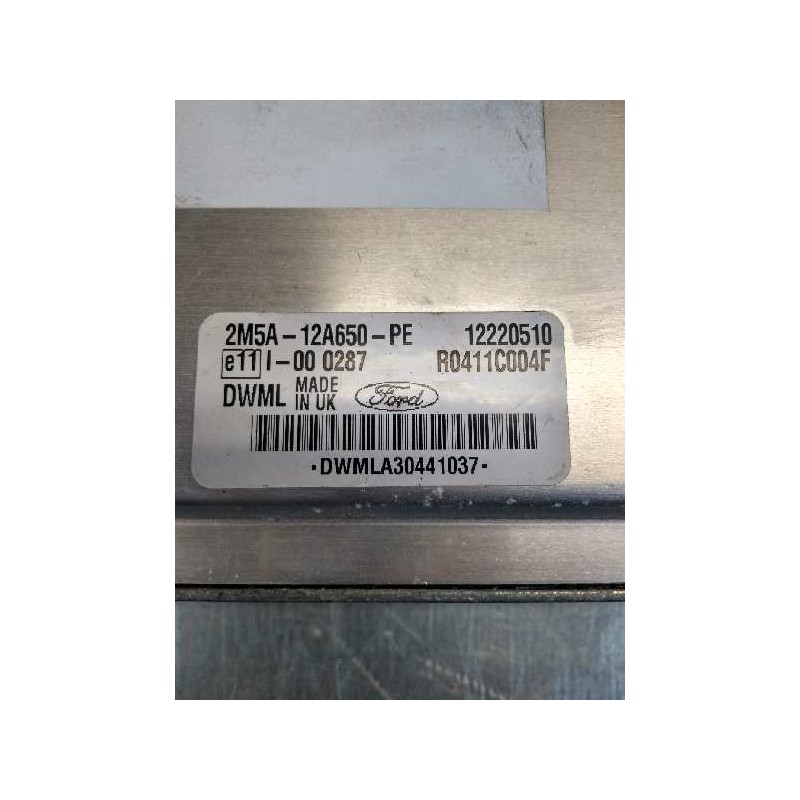 2M5A-12A650-PE 12220510
e11 I-00 0287 R0411C004F
DWML MADE IN UK Ford
-DWMLA30441037-